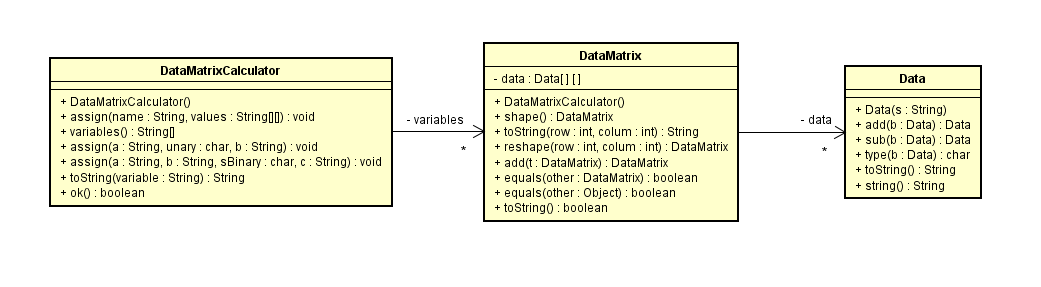 DataMatrixCalculator
+ DataMatrixCalculator()
+ assign(name : String, values : String[][]) : void
+ variables() : String[]
+ assign(a : String, unary : char, b : String) : void
+ assign(a : String, b : String, sBinary : char, c : String) : void
+ toString(variable : String) : String
+ ok() : boolean
- variables
*
DataMatrix
- data : Data[ ] [ ]
+ DataMatrixCalculator()
+ shape() : DataMatrix
+ toString(row : int, colum : int) : String
+ reshape(row : int, colum : int) : DataMatrix
+ add(t : DataMatrix) : DataMatrix
+ equals(other : DataMatrix) : boolean
+ equals(other : Object) : boolean
+ toString() : boolean
- data
*
Data
+ Data(s : String)
+ add(b : Data) : Data
+ sub(b : Data) : Data
+ type(b : Data) : char
+ toString() : String
+ string() : String